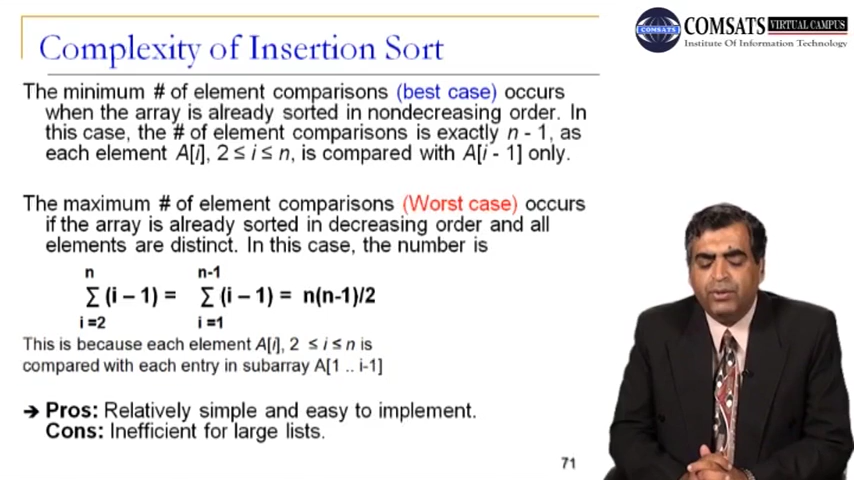 Complexity of Insertion Sort
COMSATS VIRTUAL CAMPUS
COMSATS
Institute Of Information Technology
The minimum # of element comparisons (best case) occurs
when the array is already sorted in nondecreasing order. In
this case, the # of element comparisons is exactly n - 1, as
each element A[i], 2 ≤ i ≤ n, is compared with A[i - 1] only.
The maximum # of element comparisons (Worst case) occurs
if the array is already sorted in decreasing order and all
elements are distinct. In this case, the number is
n n-1
∑ (i – 1) = ∑ (i – 1) = n(n-1)/2
i =2 i =1
This is because each element A[i], 2 ≤ i ≤ n is
compared with each entry in subarray A[1 .. i-1]
➔ Pros: Relatively simple and easy to implement.
Cons: Inefficient for large lists.
71